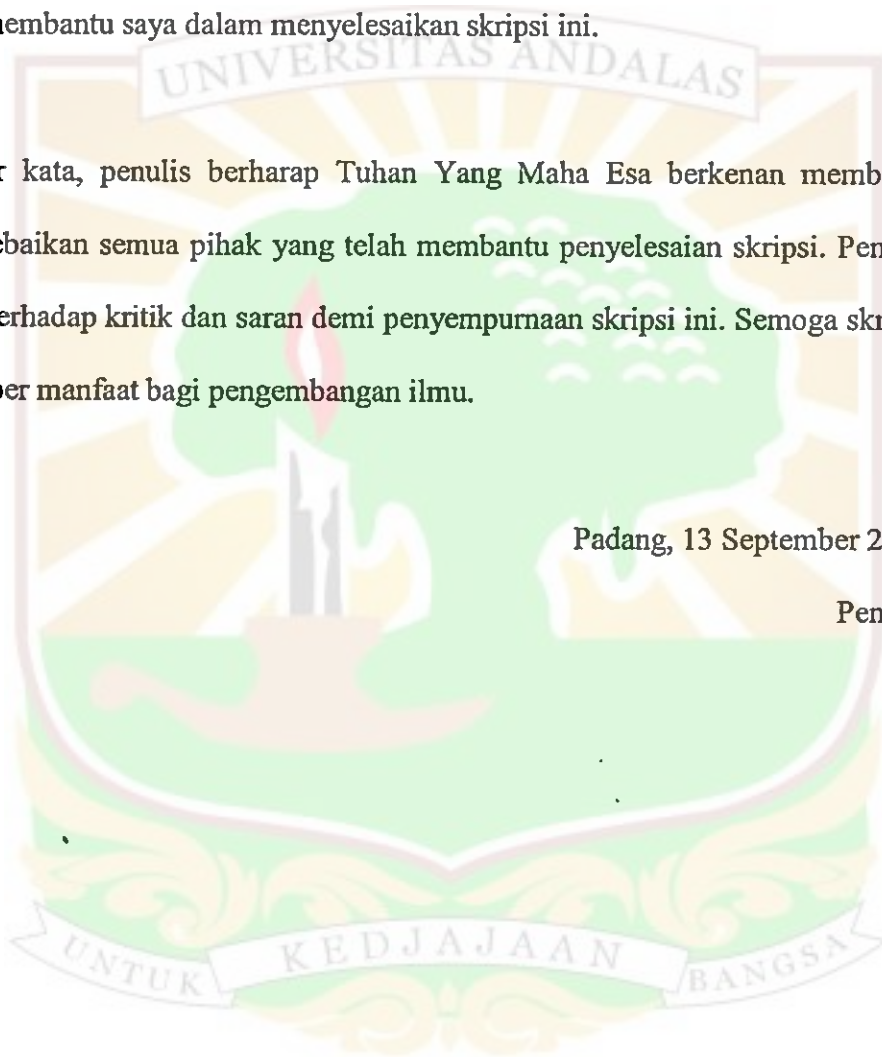 UNIVERSITAS ANDALAS
membantu saya dalam menyelesaikan skripsi ini.
r kata, penulis berharap Tuhan Yang Maha Esa berkenan memb
ebaikan semua pihak yang telah membantu penyelesaian skripsi. Pen
terhadap kritik dan saran demi penyempurnaan skripsi ini. Semoga skr
ber manfaat bagi pengembangan ilmu.
Padang, 13 September 2
Pen
UNTUK KEDJAJAAN BANGSA